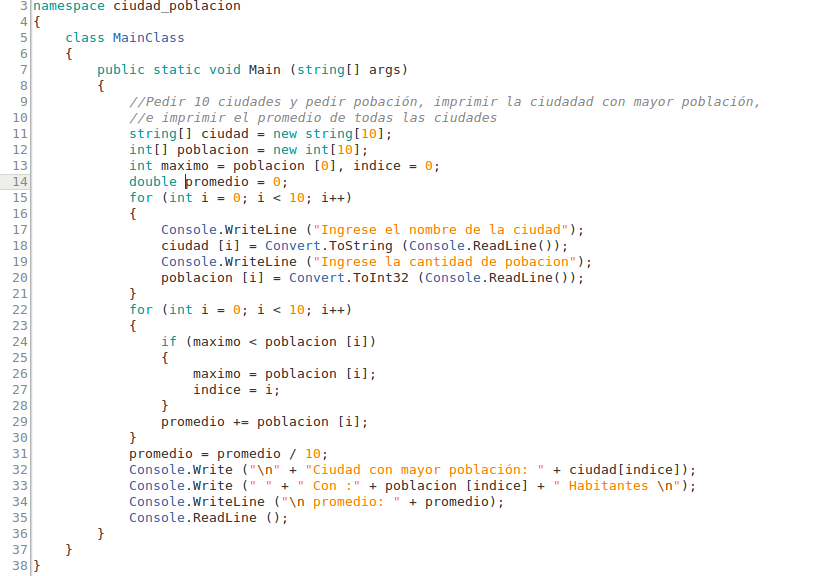 3 namespace ciudad_poblacion
4 {
5     class MainClass
6     {
7         public static void Main (string[] args)
8         {
9             //Pedir 10 ciudades y pedir pobación, imprimir la ciudadad con mayor población,
10             //e imprimir el promedio de todas las ciudades
11             string[] ciudad = new string[10];
12             int[] poblacion = new int[10];
13             int maximo = poblacion [0], indice = 0;
14             double promedio = 0;
15             for (int i = 0; i < 10; i++)
16             {
17                 Console.WriteLine ("Ingrese el nombre de la ciudad");
18                 ciudad [i] = Convert.ToString (Console.ReadLine());
19                 Console.WriteLine ("Ingrese la cantidad de pobacion");
20                 poblacion [i] = Convert.ToInt32 (Console.ReadLine());
21             }
22             for (int i = 0; i < 10; i++)
23             {
24                 if (maximo < poblacion [i])
25                 {
26                     maximo = poblacion [i];
27                     indice = i;
28                 }
29                 promedio += poblacion [i];
30             }
31             promedio = promedio / 10;
32             Console.Write ("\n" + "Ciudad con mayor población: " + ciudad[indice]);
33             Console.Write (" " + " Con :" + poblacion [indice] + " Habitantes \n");
34             Console.WriteLine ("\n promedio: " + promedio);
35             Console.ReadLine ();
36         }
37     }
38 }